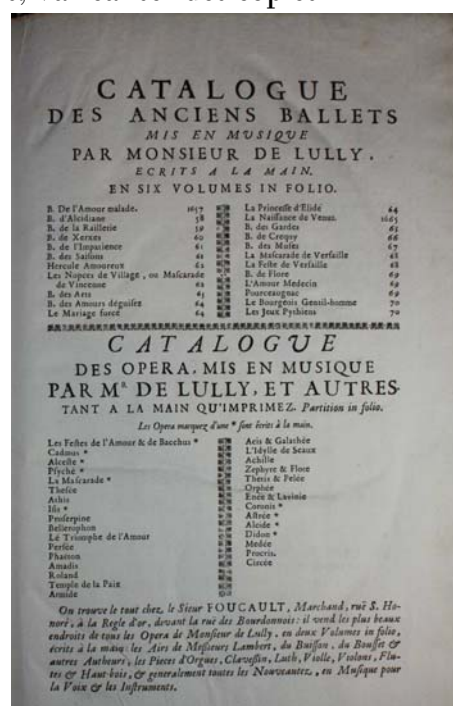 CATALOGUE
DES ANCIENS BALLETS
MIS EN MVSIQVE
PAR MONSIEUR DE LULLY,
ECRITS A LA MAIN.
EN SIX VOLUMES IN FOLIO.
B. De l'Amour malade. 1657
B. d'Alcidiane 58
B. de la Raillerie 59
B. de Xerxes 60
B. de l'Impatience 61
B. des Saisons 61
Hercule Amoureux 62
Les Nopces de Village, ou Mascarade
de Vincenne 62
B. des Arts 63
B. des Amours déguisez 64
Le Mariage forcé 64
La Princesse d'Elide 64
La Naissance de Venus. 1665
B. des Gardes 65
B. de Creqvy 66
B. des Muses 67
La Mascarade de Versaille 68
La Feste de Versaille 68
B. de Flore 69
L'Amour Medecin 69
Pourceaugnac 69
Le Bourgeois Gentil-homme 70
Les Jeux Pythiens 70
CATALOGUE
DES OPERA, MIS EN MUSIQUE
PAR MR. DE LULLY, ET AUTRES
TANT A LA MAIN QU'IMPRIMEZ. Partition in folio.
Les Opera marquez d'une * sont écrits à la main.
Les Festes de l'Amour & de Bacchus *
Cadmus *
Alceste *
Psyché *
La Mascarade *
Thesée
Athis
Isis *
Proserpine
Bellerophon
Le Triomphe de l'Amour
Persée
Phaeton
Amadis
Roland
Temple de la Paix
Armide
Acis & Galathée
L'Idylle de Sceaux
Achille
Zephyre & Flore
Thetis & Pelée
Orphée
Enée & Lavinie
Coronis *
Astrée *
Alcide *
Didon *
Medée
Procris.
Circée
On trouve le tout chez, le Sieur FOUCAULT, Marchand, ruë S. Ho-
noré, à la Regle d'or, devant la ruë des Bourdonnois: il vend les plus beaux
endroits de tous les Opera de Monsieur de Lully, en deux Volumes in folio,
écrits à la main: les Airs de Messieurs Lambert, du Buisson, du Bousset &
autres Autheurs, les Pieces d'Orgues, Clavessin, Luth, Violle, Violons, Flu-
tes & Haut-bois, & generalement toutes les Nouveautez, en Musique pour
la Voix & les Instruments.